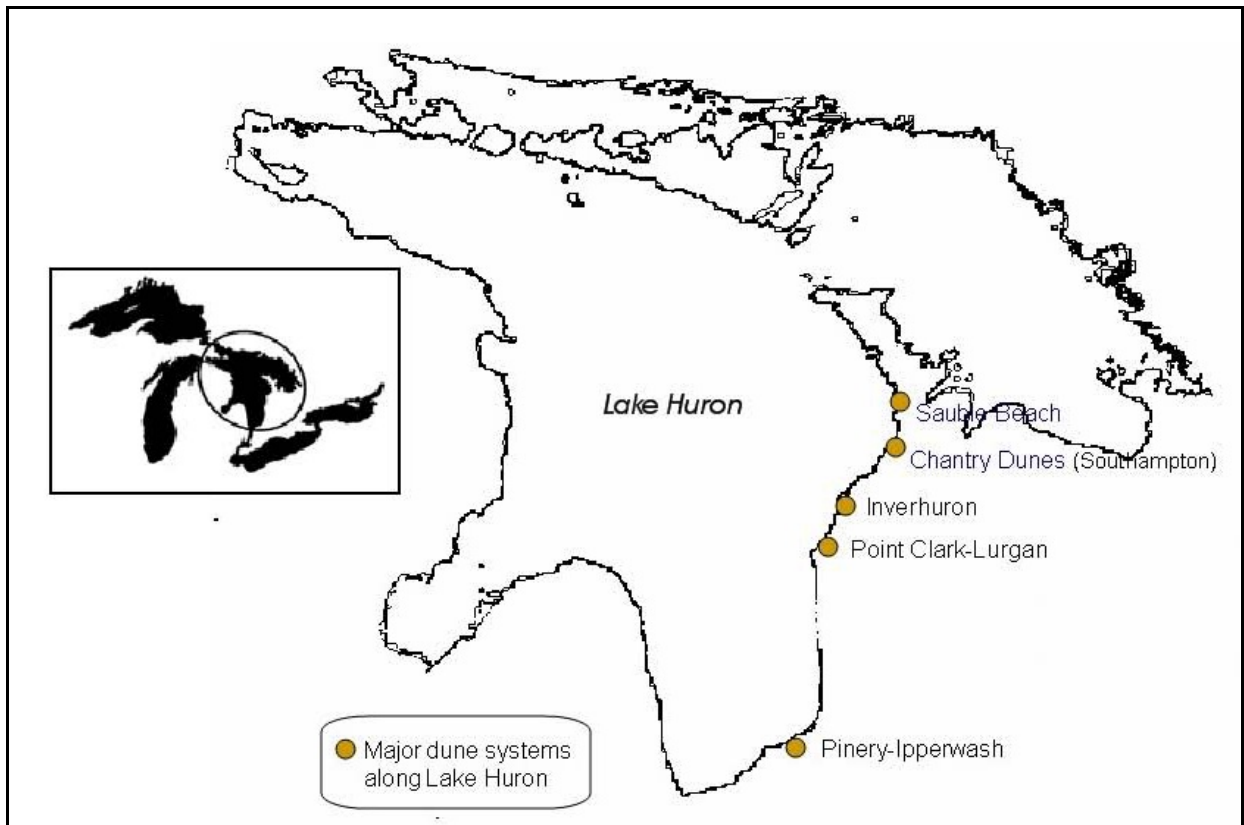 Lake Huron
Sauble Beach
Chantry Dunes (Southampton)
Inverhuron
Point Clark-Lurgan
Pinery-Ipperwash
Major dune systems
along Lake Huron